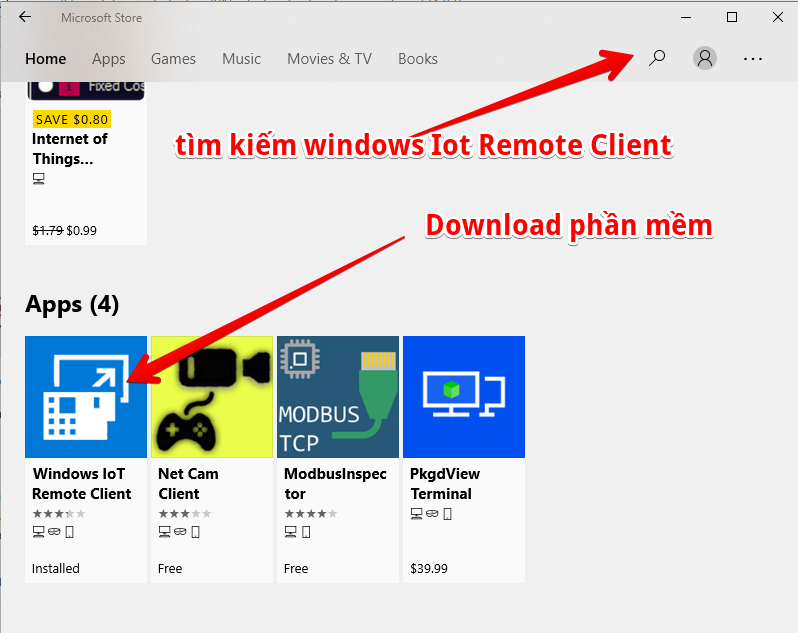 Microsoft Store
Home Apps Games Music Movies & TV Books
Fixed Cos
SAVE $0.80
Internet of
Things...
$1.79 $0.99
tìm kiếm windows Iot Remote Client
Download phần mềm
Apps (4)
MODBUS
TCP
Windows IoT
Remote Client
Installed
Net Cam
Client
Free
ModbusInspec
tor
Free
PkgdView
Terminal
$39.99